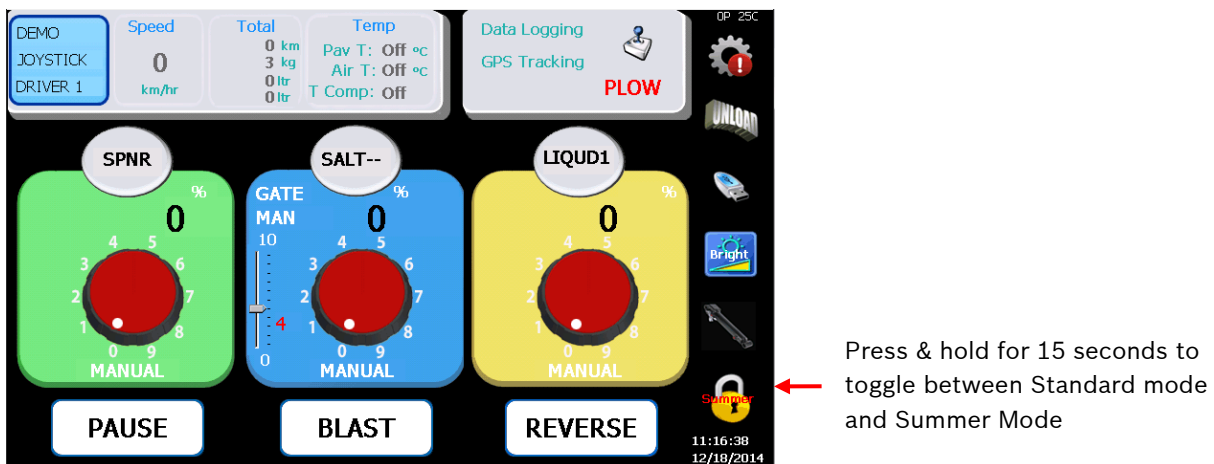 DEMO
JOYSTICK
DRIVER 1
Speed
0
km/hr
Total
0 km
3 kg
0 ltr
0 ltr
Temp
Pav T: Off ºc
Air T: Off ºc
T Comp: Off
Data Logging
GPS Tracking
PLOW
OP 25C
UNLOAD
SPNR
%
0
0 1 2 3 4 5 6 7 8 9
MANUAL
SALT--
GATE
MAN
%
0
10
4
0
0 1 2 3 4 5 6 7 8 9
MANUAL
LIQUD1
%
0
0 1 2 3 4 5 6 7 8 9
MANUAL
Bright
Summer
PAUSE
BLAST
REVERSE
11:16:38
12/18/2014
Press & hold for 15 seconds to
toggle between Standard mode
and Summer Mode